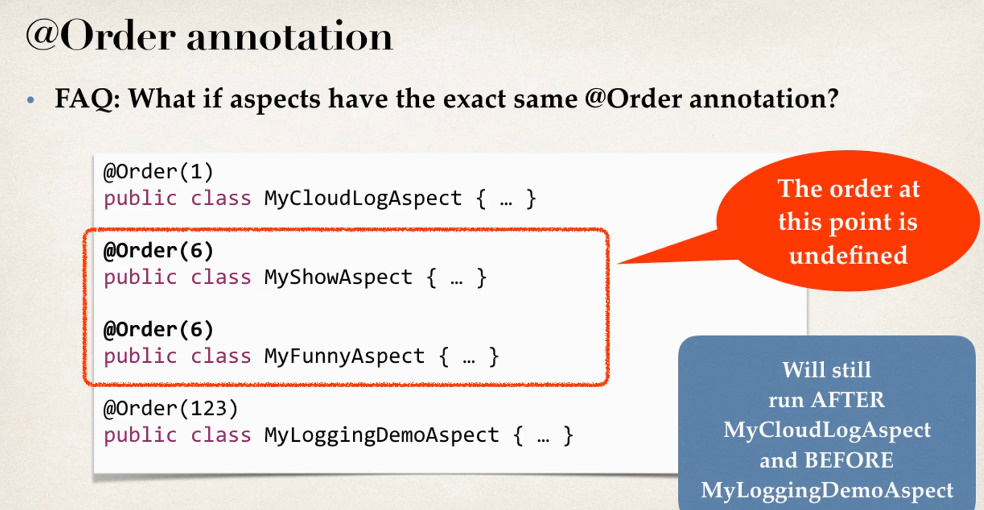 @Order annotation
• FAQ: What if aspects have the exact same @Order annotation?
@Order(1)
public class MyCloudLogAspect { … }
@Order(6)
public class MyShowAspect { … }
@Order(6)
public class MyFunnyAspect { … }
@Order(123)
public class MyLoggingDemoAspect { … }
The order at
this point is
undefined
Will still
run AFTER
MyCloudLogAspect
and BEFORE
MyLoggingDemoAspect